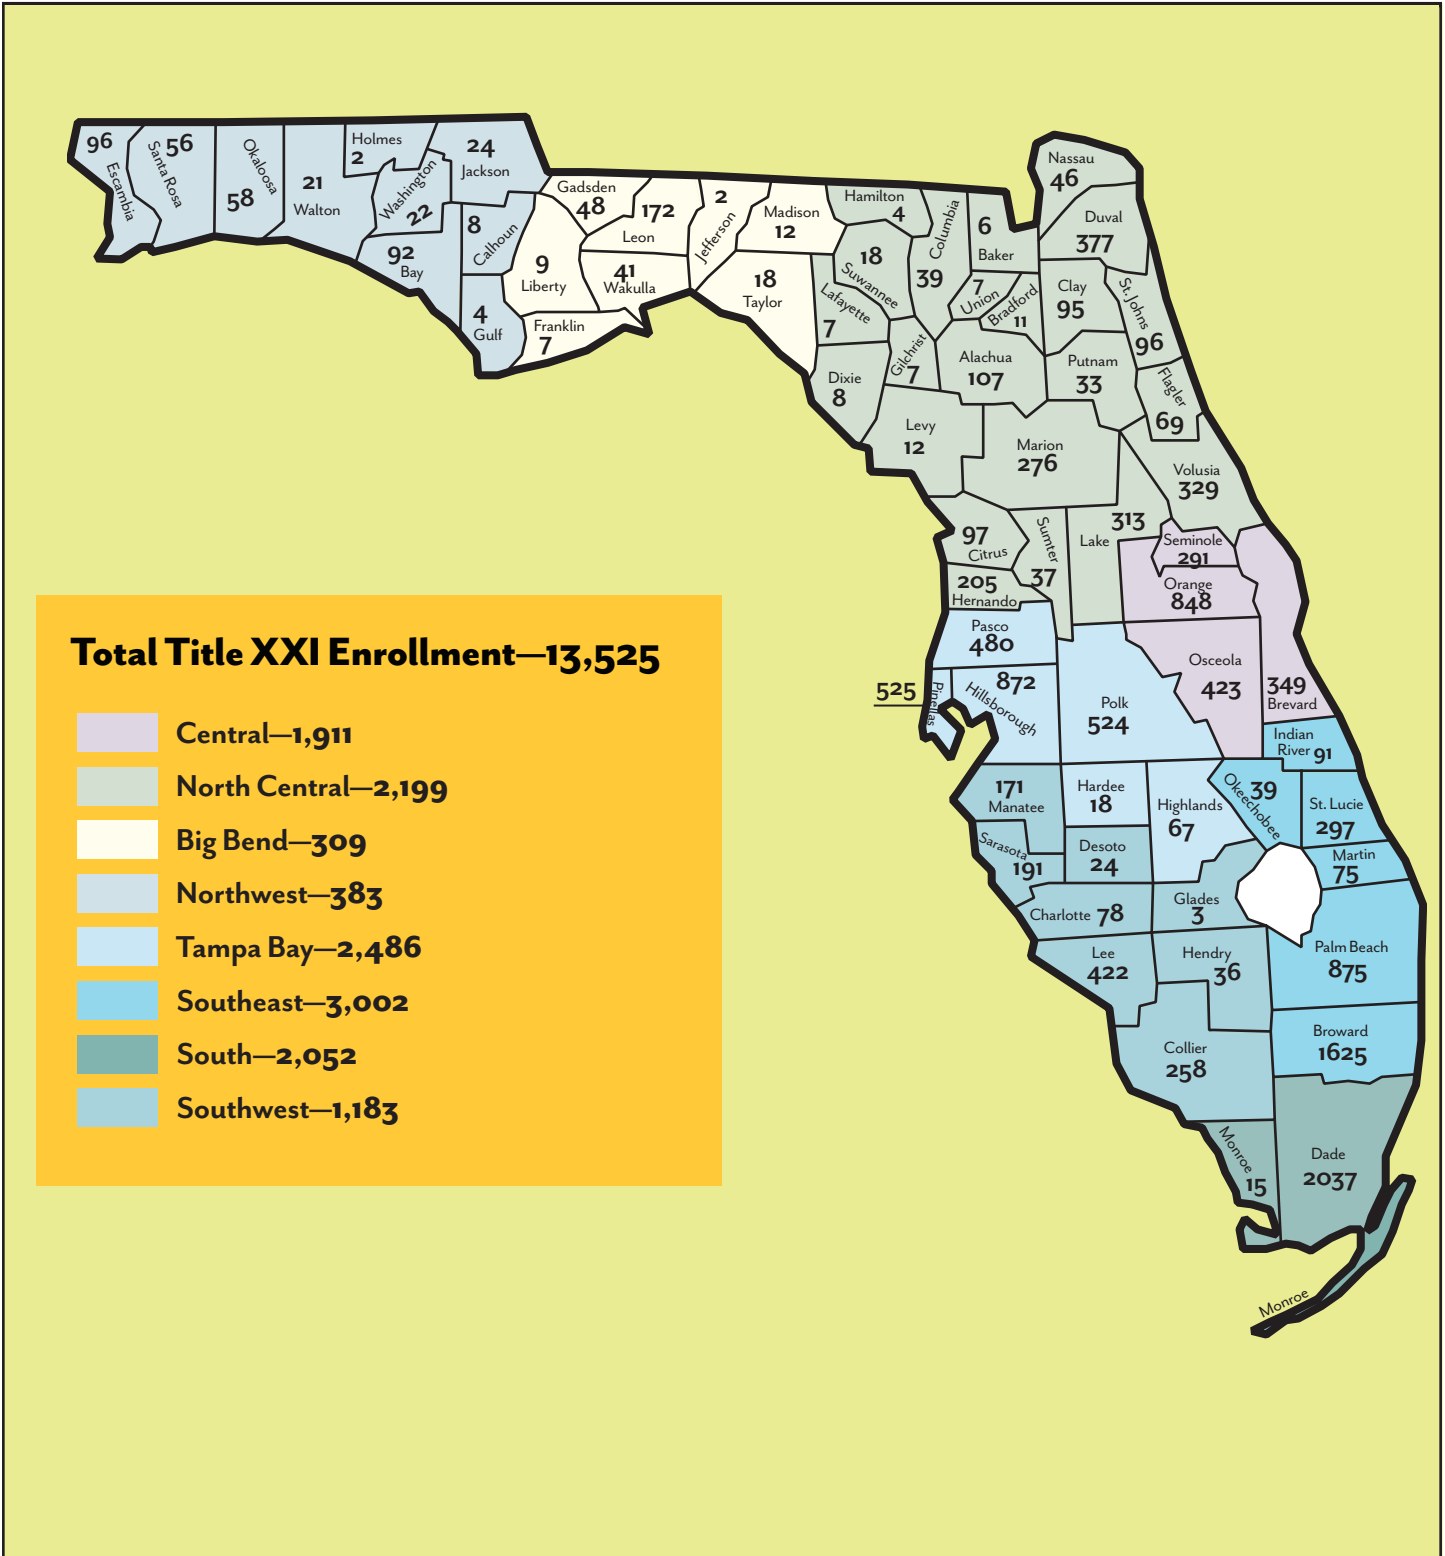 96
Escambia
Santa Rosa
56
Okaloosa
58
21
Walton
Holmes
2
Washington
22
24
Jackson
92
Bay
8
Calhoun
4
Gulf
Gadsden
48
172
Leon
9
Liberty
41
Wakulla
Franklin
7
2
Jefferson
Madison
12
18
Taylor
Hamilton
4
18
Suwannee
Lafayette
7
Columbia
39
6
Baker
Nassau
46
Duval
377
7
Union
Bradford
11
Clay
95
St. Johns
96
Dixie
8
Gilchrist
7
Alachua
107
Putnam
33
Flagler
69
Levy
12
Marion
276
Volusia
329
97
Citrus
Sumter
37
313
Lake
Seminole
291
Orange
848
205
Hernando
Pasco
480
525
Pinellas
872
Hillsborough
Polk
524
Osceola
423
349
Brevard
Indian
River 91
171
Manatee
Hardee
18
Highlands
67
39
Okeechobee
St. Lucie
297
Sarasota
191
Desoto
24
Martin
75
Charlotte 78
Glades
3
Lee
422
Hendry
36
Palm Beach
875
Collier
258
Broward
1625
Monroe
15
Dade
2037
Monroe
Total Title XXI Enrollment—13,525
Central—1,911
North Central—2,199
Big Bend—309
Northwest—383
Tampa Bay—2,486
Southeast—3,002
South—2,052
Southwest—1,183